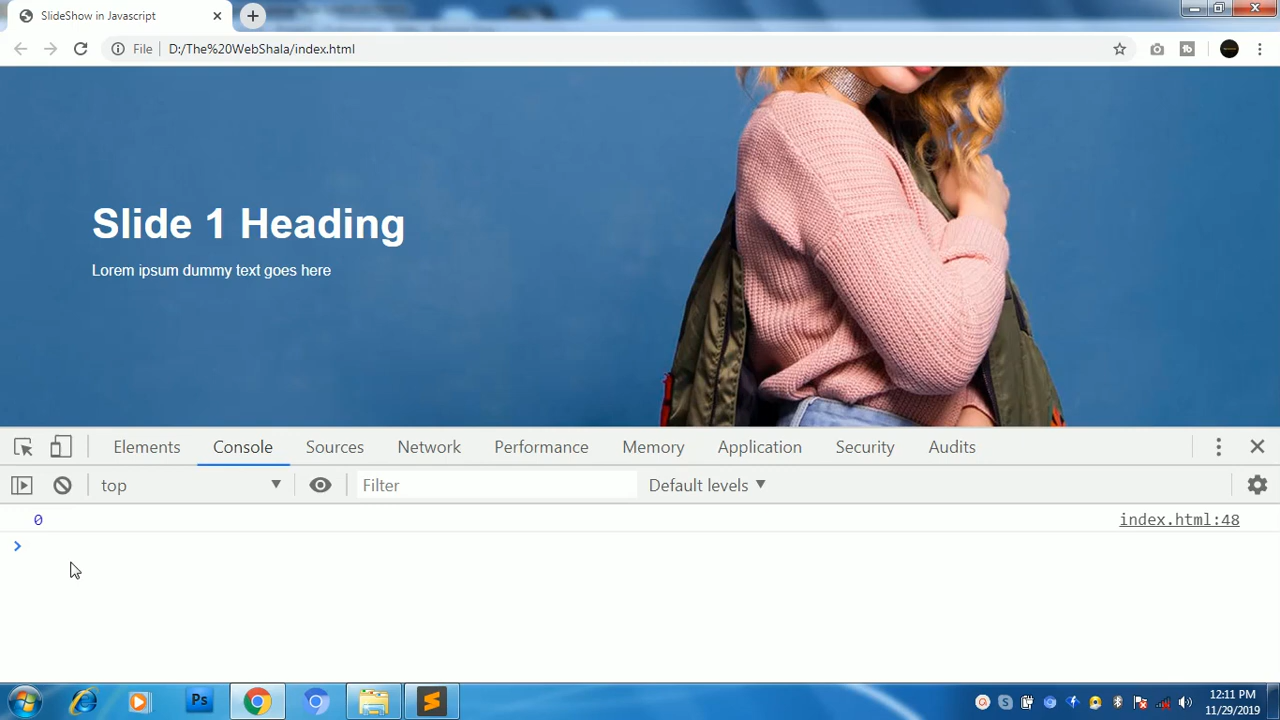 SlideShow in Javascript
File D:/The%20WebShala/index.html
Slide 1 Heading
Lorem ipsum dummy text goes here
Elements Console Sources Network Performance Memory Application Security Audits
top Filter Default levels
0 index.html:48
Ps
12:11 PM
11/29/2019